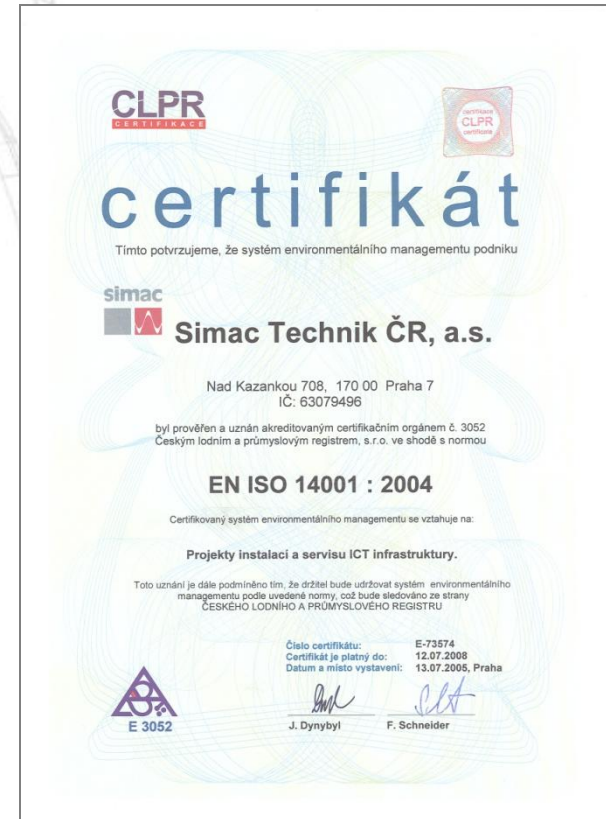 CLPR
CERTIFIKACE
certifikace
CLPR
certifikace
certifikát
Tímto potvrzujeme, že systém environmentálního managementu podniku
simac
Simac Technik ČR, a.s.
Nad Kazankou 708, 170 00 Praha 7
IČ: 63079496
byl prověřen a uznán akreditovaným certifikačním orgánem č. 3052
Českým lodním a průmyslovým registrem, s.r.o. ve shodě s normou
EN ISO 14001 : 2004
Certifikovaný systém environmentálního managementu se vztahuje na:
Projekty instalací a servisu ICT infrastruktury.
Toto uznání je dále podmíněno tím, že držitel bude udržovat systém environmentálního
managementu podle uvedené normy, což bude sledováno ze strany
ČESKÉHO LODNÍHO A PRŮMYSLOVÉHO REGISTRU
Číslo certifikátu: E-73574
Certifikát je platný do: 12.07.2008
Datum a místo vystavení: 13.07.2005, Praha
E 3052
J. Dynybyl F. Schneider